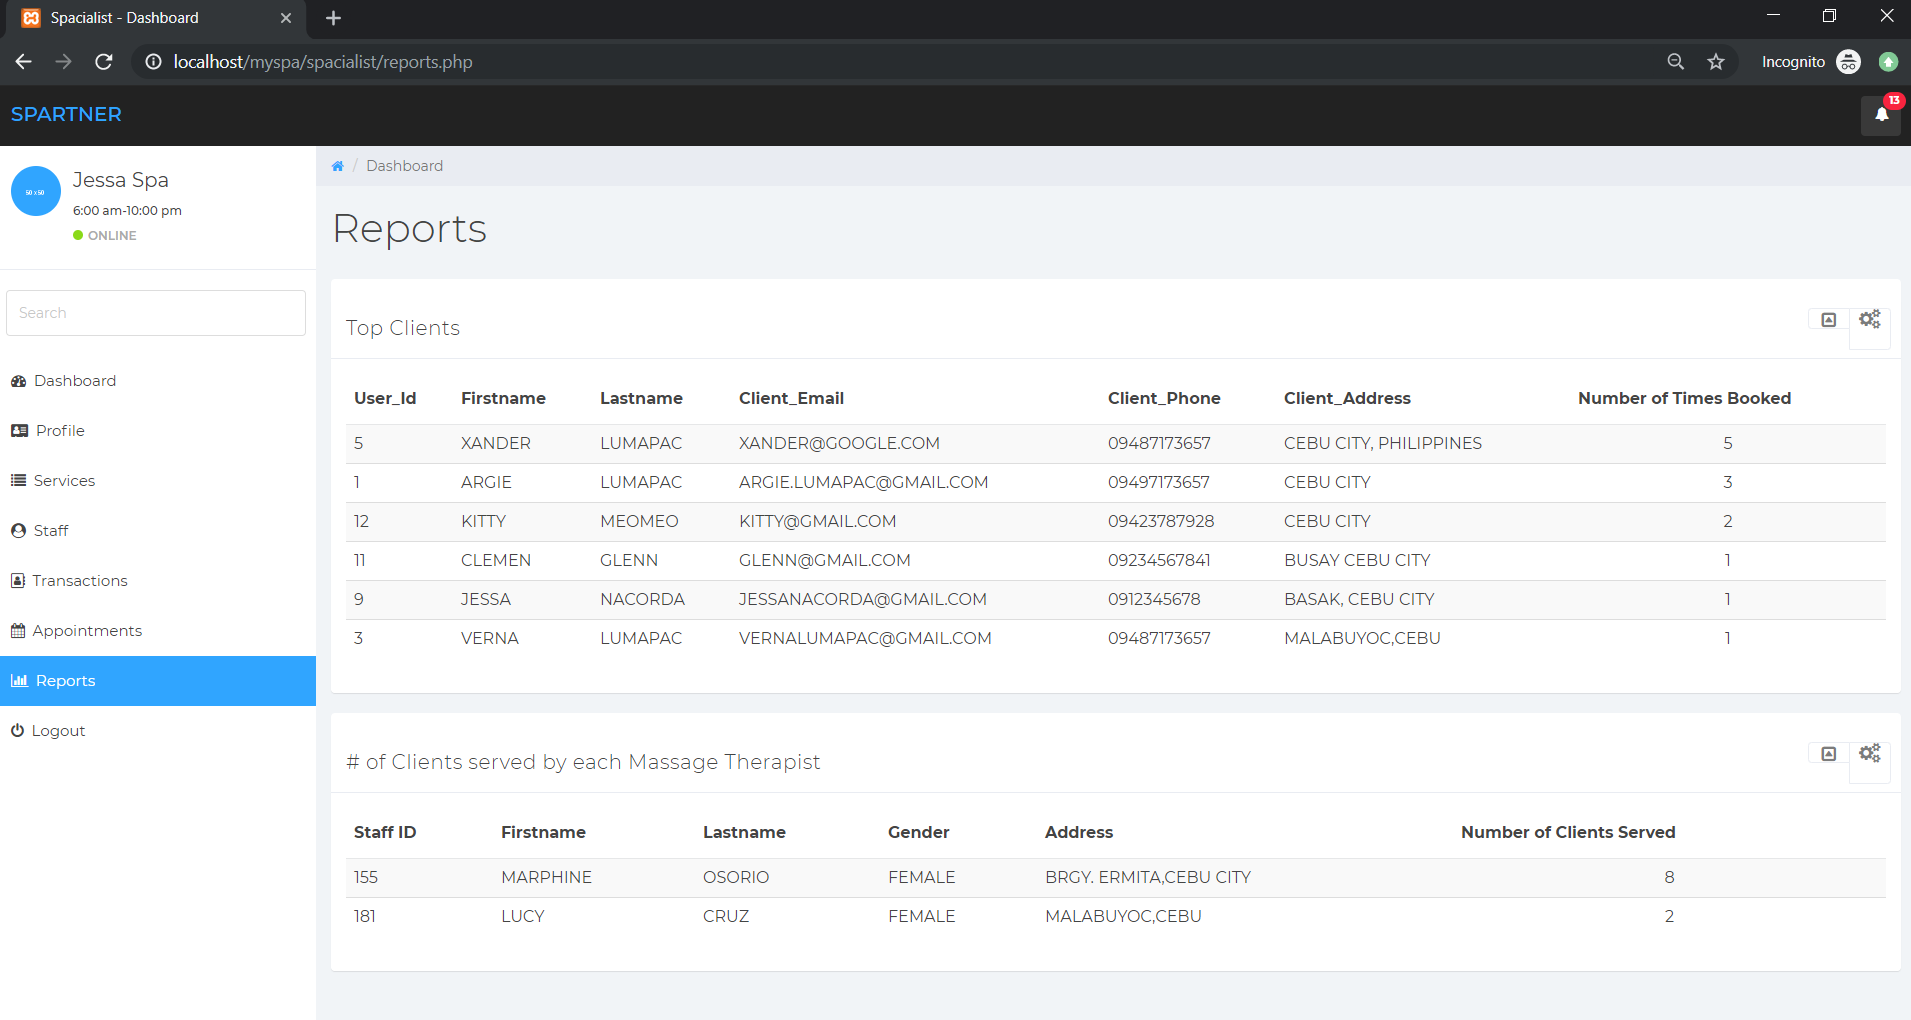 Spacialist - Dashboard
localhost/myspa/spacialist/reports.php
Incognito
SPARTNER
13
50 x 50
Jessa Spa
6:00 am-10:00 pm
ONLINE
Search
Dashboard
Profile
Services
Staff
Transactions
Appointments
Reports
Logout
/ Dashboard
Reports
Top Clients
User_Id Firstname Lastname Client_Email Client_Phone Client_Address Number of Times Booked
5 XANDER LUMAPAC XANDER@GOOGLE.COM 09487173657 CEBU CITY, PHILIPPINES 5
1 ARGIE LUMAPAC ARGIE.LUMAPAC@GMAIL.COM 09497173657 CEBU CITY 3
12 KITTY MEOMEO KITTY@GMAIL.COM 09423787928 CEBU CITY 2
11 CLEMEN GLENN GLENN@GMAIL.COM 09234567841 BUSAY CEBU CITY 1
9 JESSA NACORDA JESSANACORDA@GMAIL.COM 0912345678 BASAK, CEBU CITY 1
3 VERNA LUMAPAC VERNALUMAPAC@GMAIL.COM 09487173657 MALABUYOC,CEBU 1
# of Clients served by each Massage Therapist
Staff ID Firstname Lastname Gender Address Number of Clients Served
155 MARPHINE OSORIO FEMALE BRGY. ERMITA,CEBU CITY 8
181 LUCY CRUZ FEMALE MALABUYOC,CEBU 2